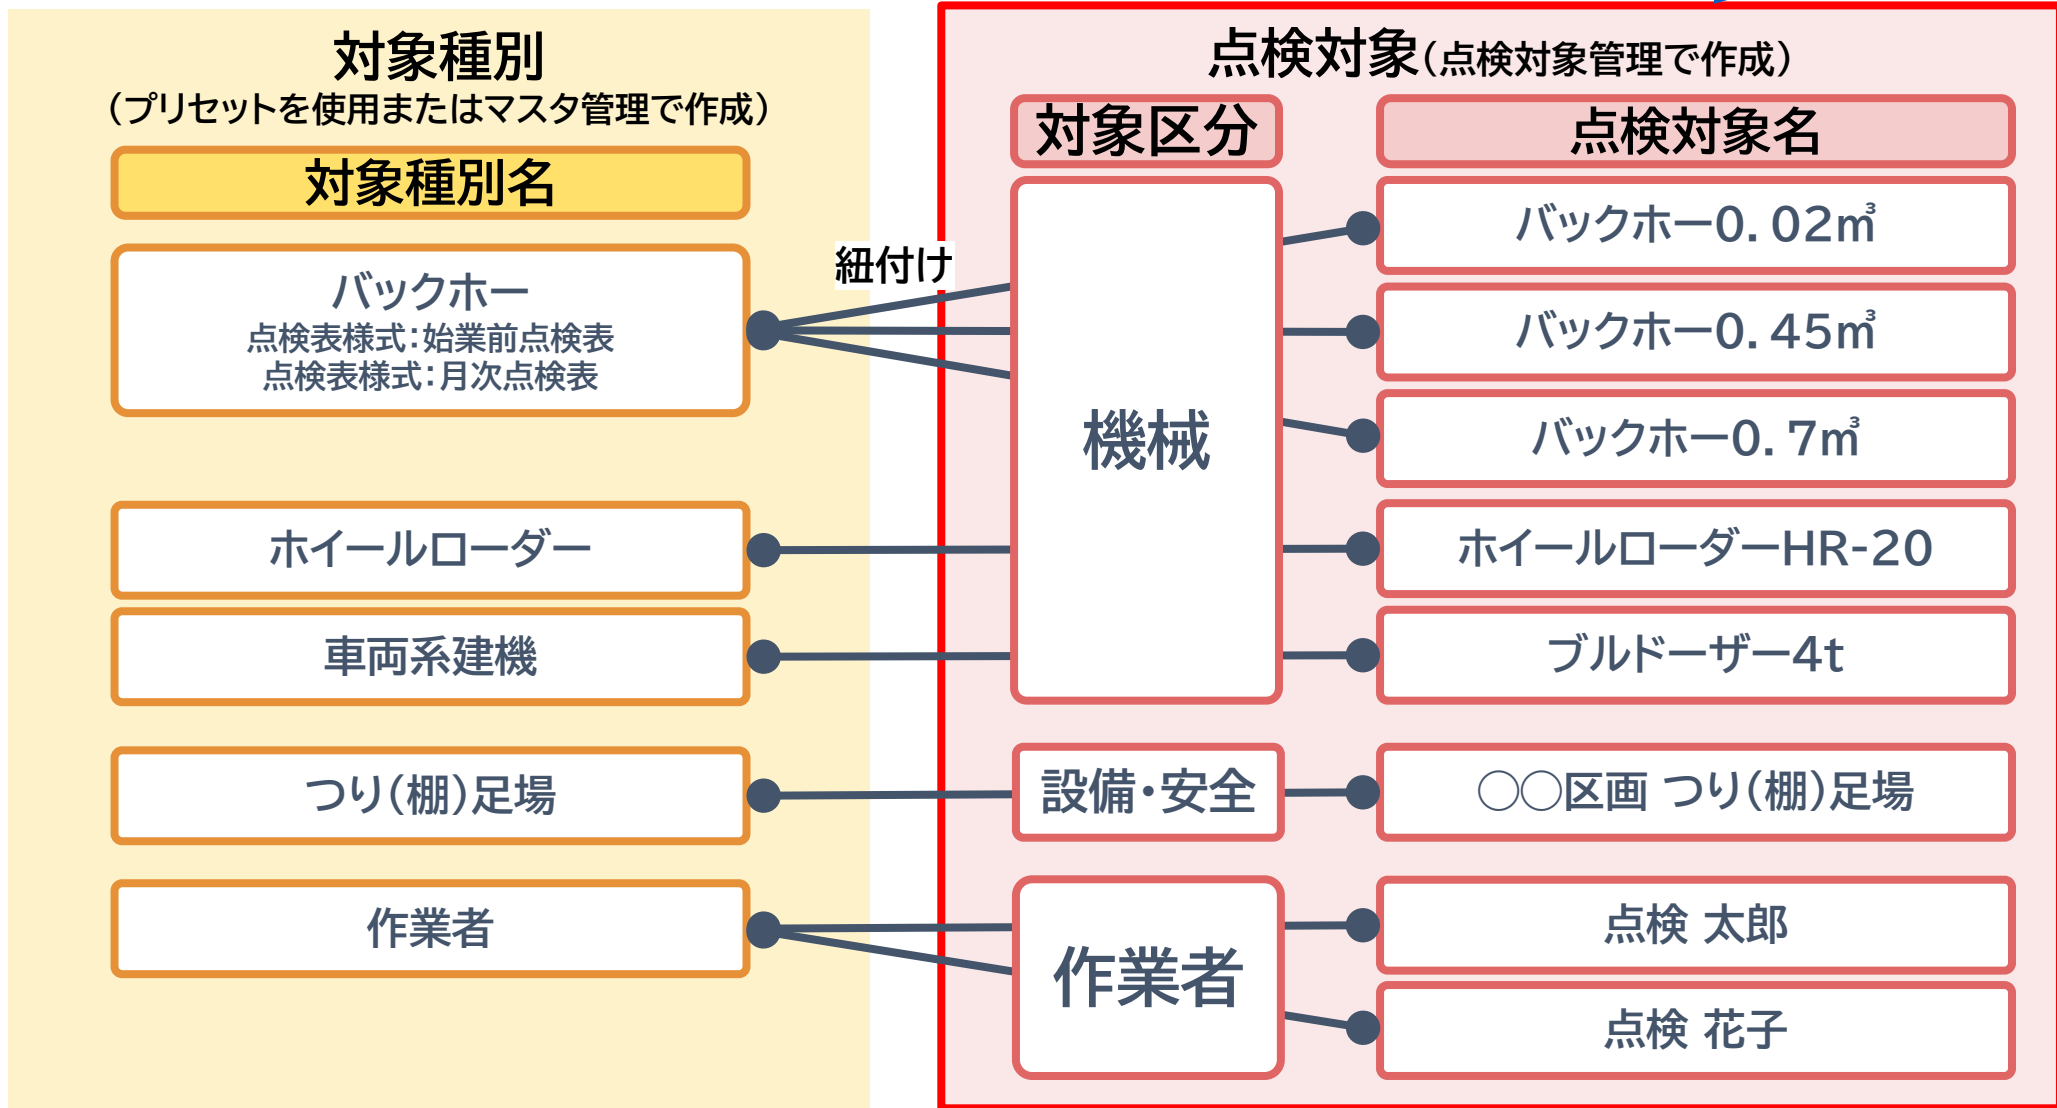 対象種別
（プリセットを使用またはマスタ管理で作成）
対象種別名
バックホー
点検表様式：始業前点検表
点検表様式：月次点検表
ホイールローダー
車両系建機
つり（棚）足場
作業者
紐付け
点検対象（点検対象管理で作成）
対象区分
点検対象名
機械
設備・安全
作業者
バックホー0．02㎥
バックホー0．45㎥
バックホー0．7㎥
ホイールローダーHR-20
ブルドーザー4t
◯◯区画 つり（棚）足場
点検 太郎
点検 花子